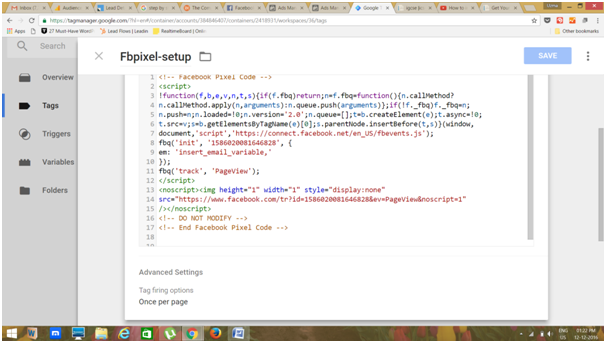 Inbox (
Audienc
Lead Do
step by
The Con
Facebo
Ads Ma
Ads Ma
Google T
igcse |c
How to
Get You
https://tagmanager.google.com/?hl=en#/container/accounts/384846407/containers/2418931/workspaces/36/tags
Apps
27 Must-Have Word
Lead Flows | Leader
RealtimeBoard | Onli
Other bookmarks
Search
Fbpixel-setup
SAVE
Overview
Tags
Triggers
Variables
Folders
1 <!-- Facebook Pixel Code -->
2 <script>
3 !function(f,b,e,v,n,t,s){if(f.fbq)return;n=f.fbq=function(){n.callMethod?
4 n.callMethod.apply(n,arguments):n.queue.push(arguments)};if(!f._fbq)f._fbq=n;
5 n.push=n;n.loaded=!0;n.version='2.0';n.queue=[];t=b.createElement(e);t.async=!0;
6 t.src=v;s=b.getElementsByTagName(e)[0];s.parentNode.insertBefore(t,s)}(window,
7 document,'script','https://connect.facebook.net/en_US/fbevents.js');
8 fbq('init', '1586020081646828', {
9 em: 'insert_email_variable,'
10 });
11 fbq('track', 'PageView');
12 </script>
13 <noscript><img height="1" width="1" style="display:none"
14 src="https://www.facebook.com/tr?id=1586020081646828&ev=PageView&noscript=1"
15 /></noscript>
16 <!-- DO NOT MODIFY -->
17 <!-- End Facebook Pixel Code -->
18
Advanced Settings
Tag firing options
Once per page
ENG
01:22 PM
12-12-2016